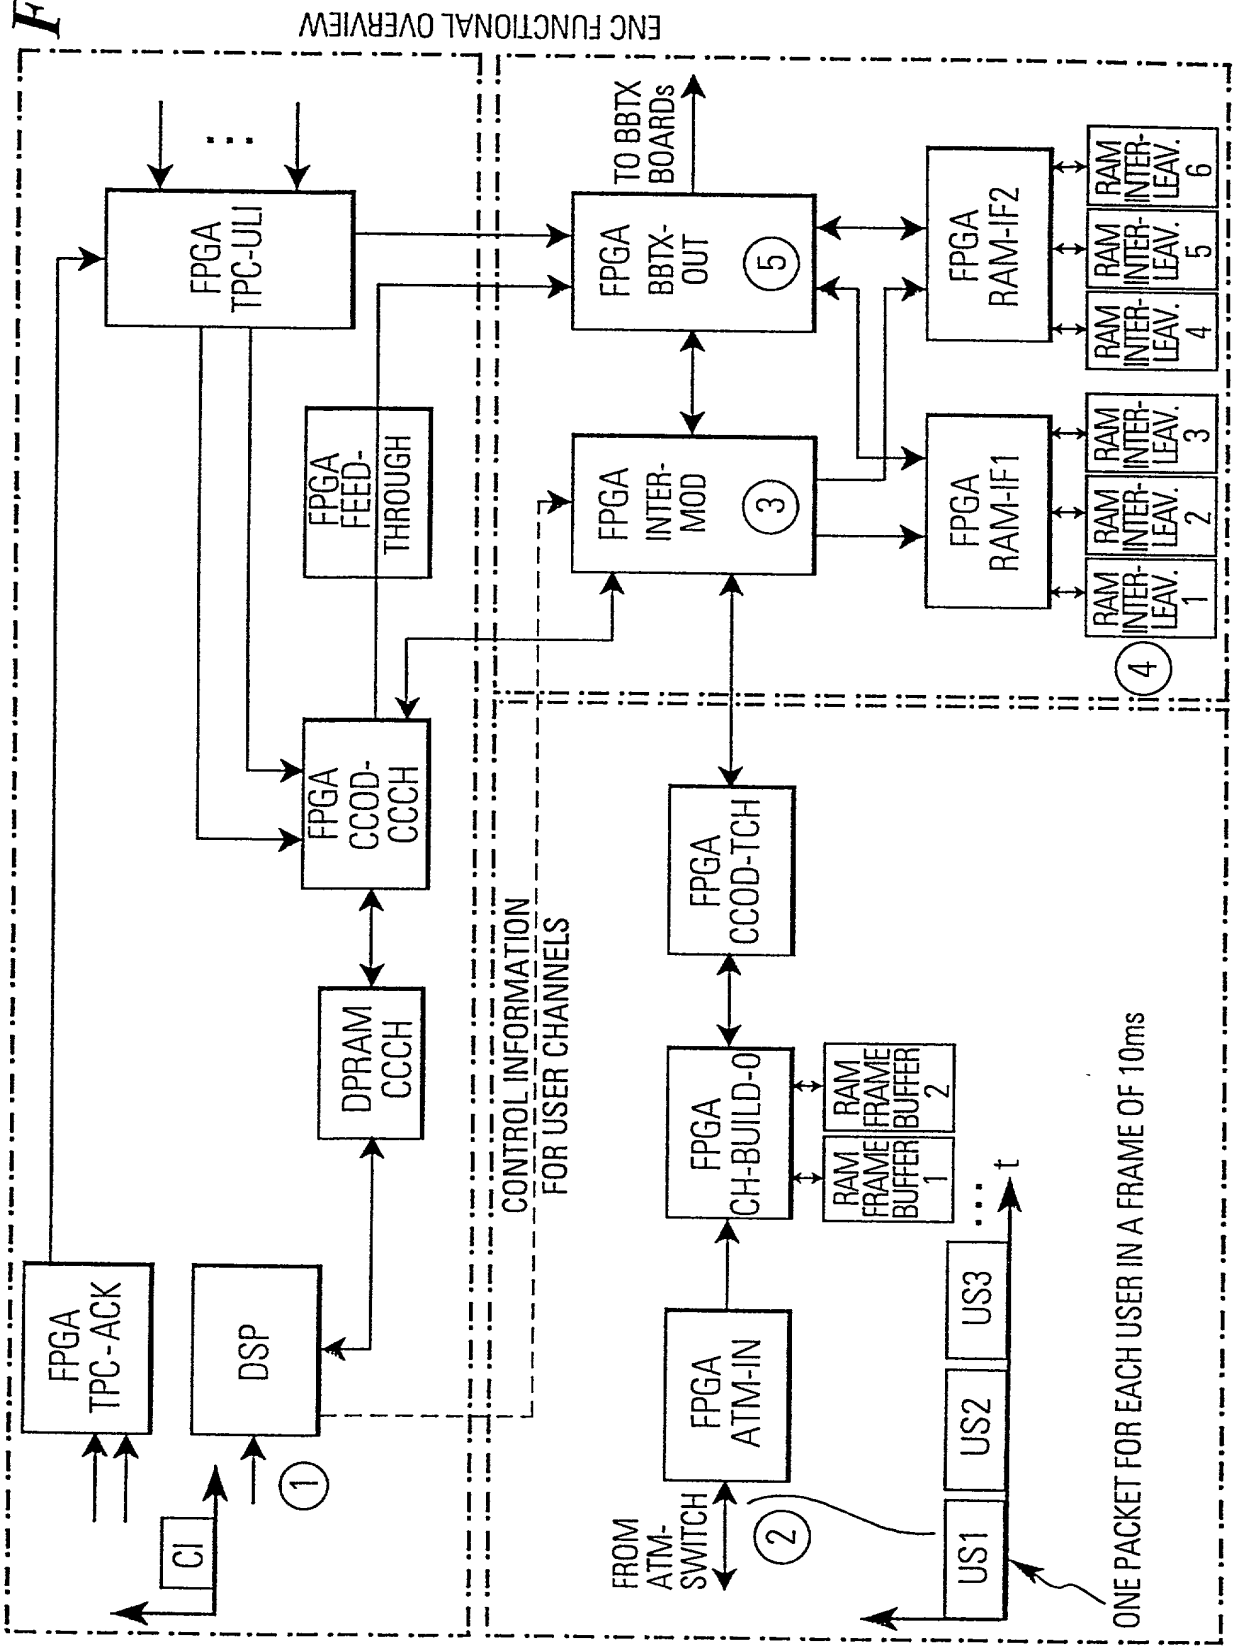 F
ENC FUNCTIONAL OVERVIEW
FPGA
TPC-ACK
FPGA
TPC-ULI
...
CI
1
DSP
DPRAM
CCCH
FPGA
CCOD-
CCCH
FPGA
FEED-
THROUGH
CONTROL INFORMATION
FOR USER CHANNELS
FROM
ATM-
SWITCH
2
FPGA
ATM-IN
FPGA
CH-BUILD-0
RAM
FRAME
BUFFER
1
RAM
FRAME
BUFFER
2
FPGA
CCOD-TCH
FPGA
INTER-
MOD
3
FPGA
BBTX-
OUT
5
TO BBTX
BOARDs
FPGA
RAM-IF1
FPGA
RAM-IF2
4
RAM
INTER-
LEAV.
1
RAM
INTER-
LEAV.
2
RAM
INTER-
LEAV.
3
RAM
INTER-
LEAV.
4
RAM
INTER-
LEAV.
5
RAM
INTER-
LEAV.
6
US1
US2
US3
...
t
ONE PACKET FOR EACH USER IN A FRAME OF 10ms